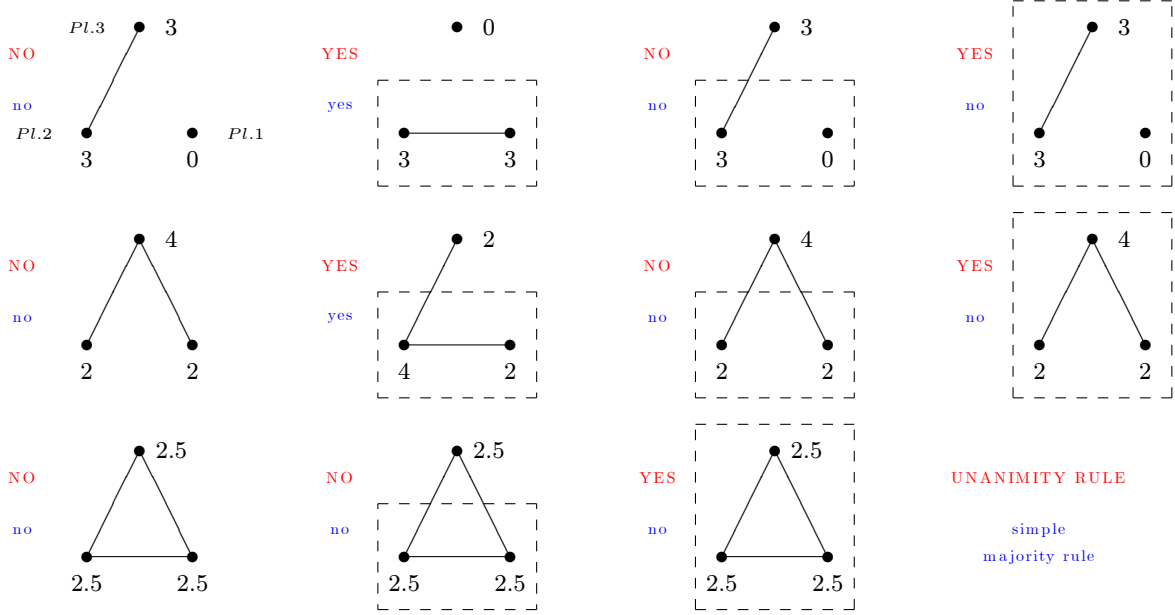 Pl.3 3
NO
no
Pl.2 Pl.1
3 0
0
YES
yes
3 3
3
NO
no
3 0
3
YES
no
3 0
4
NO
no
2 2
2
YES
yes
4 2
4
NO
no
2 2
4
YES
no
2 2
2.5
NO
no
2.5 2.5
2.5
NO
no
2.5 2.5
2.5
YES
no
2.5 2.5
UNANIMITY RULE
simple
majority rule